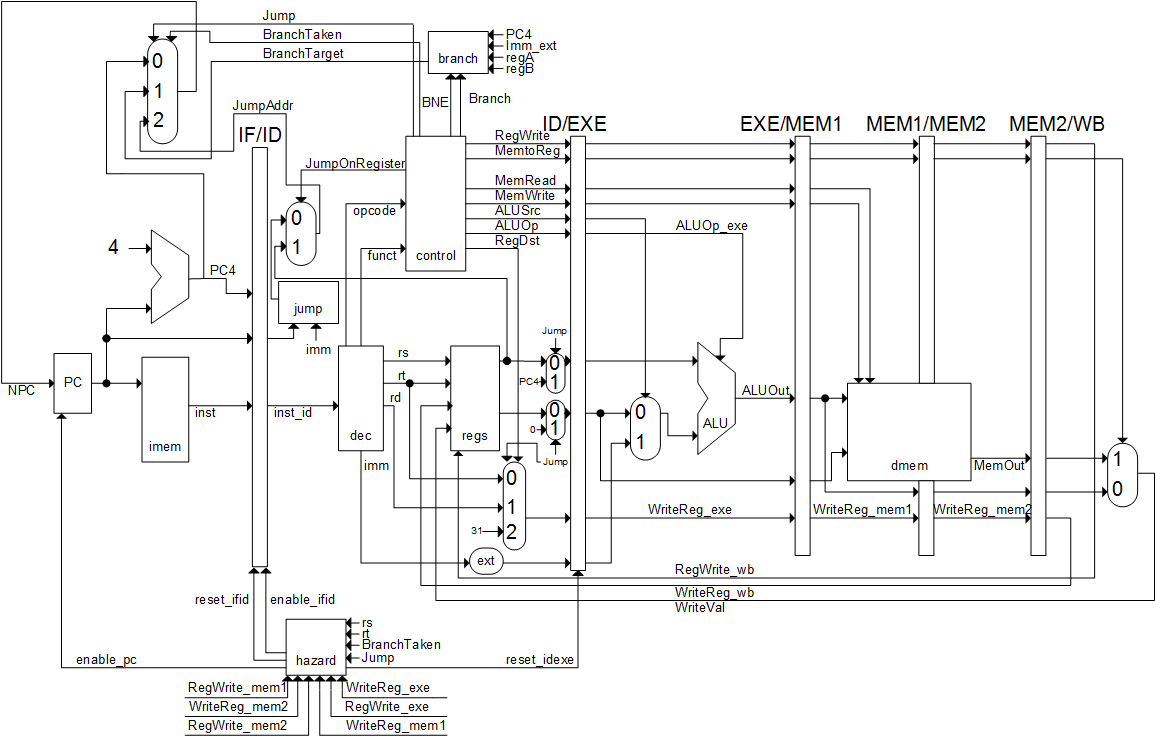 Jump
BranchTaken
BranchTarget
0
1
2
branch
PC4
Imm_ext
regA
regB
BNE
Branch
JumpAddr
IF/ID
ID/EXE
EXE/MEM1
MEM1/MEM2
MEM2/WB
RegWrite
MemtoReg
JumpOnRegister
MemRead
MemWrite
ALUSrc
ALUOp
RegDst
opcode
funct
control
0
1
ALUOp_exe
4
PC4
jump
imm
Jump
0
1
PC4
rs
rt
rd
PC
NPC
imem
inst
inst_id
dec
imm
regs
0
1
0
Jump
0
1
ALU
ALUOut
dmem
MemOut
1
0
0
1
2
31
WriteReg_exe
WriteReg_mem1
WriteReg_mem2
ext
RegWrite_wb
WriteReg_wb
WriteVal
reset_ifid
enable_ifid
rs
rt
BranchTaken
Jump
hazard
enable_pc
reset_idexe
RegWrite_mem1
WriteReg_exe
WriteReg_mem2
RegWrite_exe
RegWrite_mem2
WriteReg_mem1